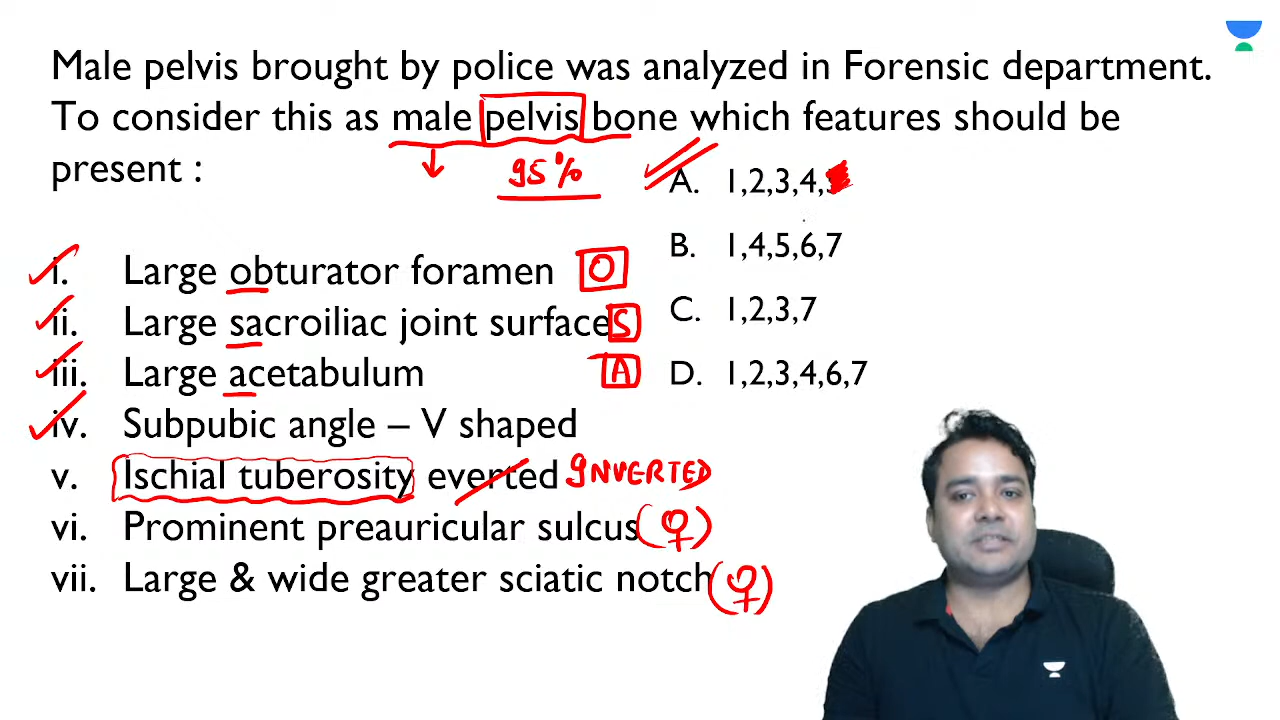 Male pelvis brought by police was analyzed in Forensic department.
To consider this as male pelvis bone which features should be
present :
95%
A. 1,2,3,4,
B. 1,4,5,6,7
C. 1,2,3,7
D. 1,2,3,4,6,7
i. Large obturator foramen O
ii. Large sacroiliac joint surface S
iii. Large acetabulum A
iv. Subpubic angle – V shaped
v. Ischial tuberosity everted INVERTED
vi. Prominent preauricular sulcus (♀)
vii. Large & wide greater sciatic notch (♀)